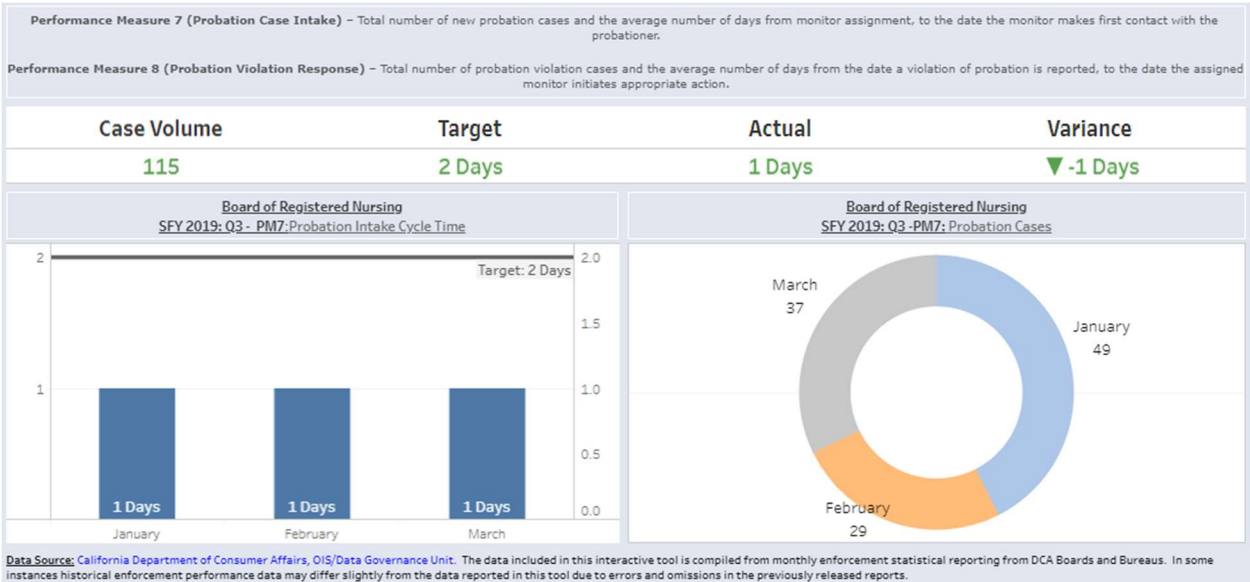 Performance Measure 7 (Probation Case Intake) – Total number of new probation cases and the average number of days from monitor assignment, to the date the monitor makes first contact with the
probationer.
Performance Measure 8 (Probation Violation Response) – Total number of probation violation cases and the average number of days from the date a violation of probation is reported, to the date the assigned
monitor initiates appropriate action.
Case Volume Target Actual Variance
115 2 Days 1 Days ▼ -1 Days
Board of Registered Nursing
SFY 2019: Q3 - PM7:Probation Intake Cycle Time
2
1
Target: 2 Days
2.0
1.5
1.0
0.5
0.0
1 Days 1 Days 1 Days
January February March
Board of Registered Nursing
SFY 2019: Q3 -PM7: Probation Cases
March
37
January
49
February
29
Data Source: California Department of Consumer Affairs, OIS/Data Governance Unit. The data included in this interactive tool is compiled from monthly enforcement statistical reporting from DCA Boards and Bureaus. In some
instances historical enforcement performance data may differ slightly from the data reported in this tool due to errors and omissions in the previously released reports.